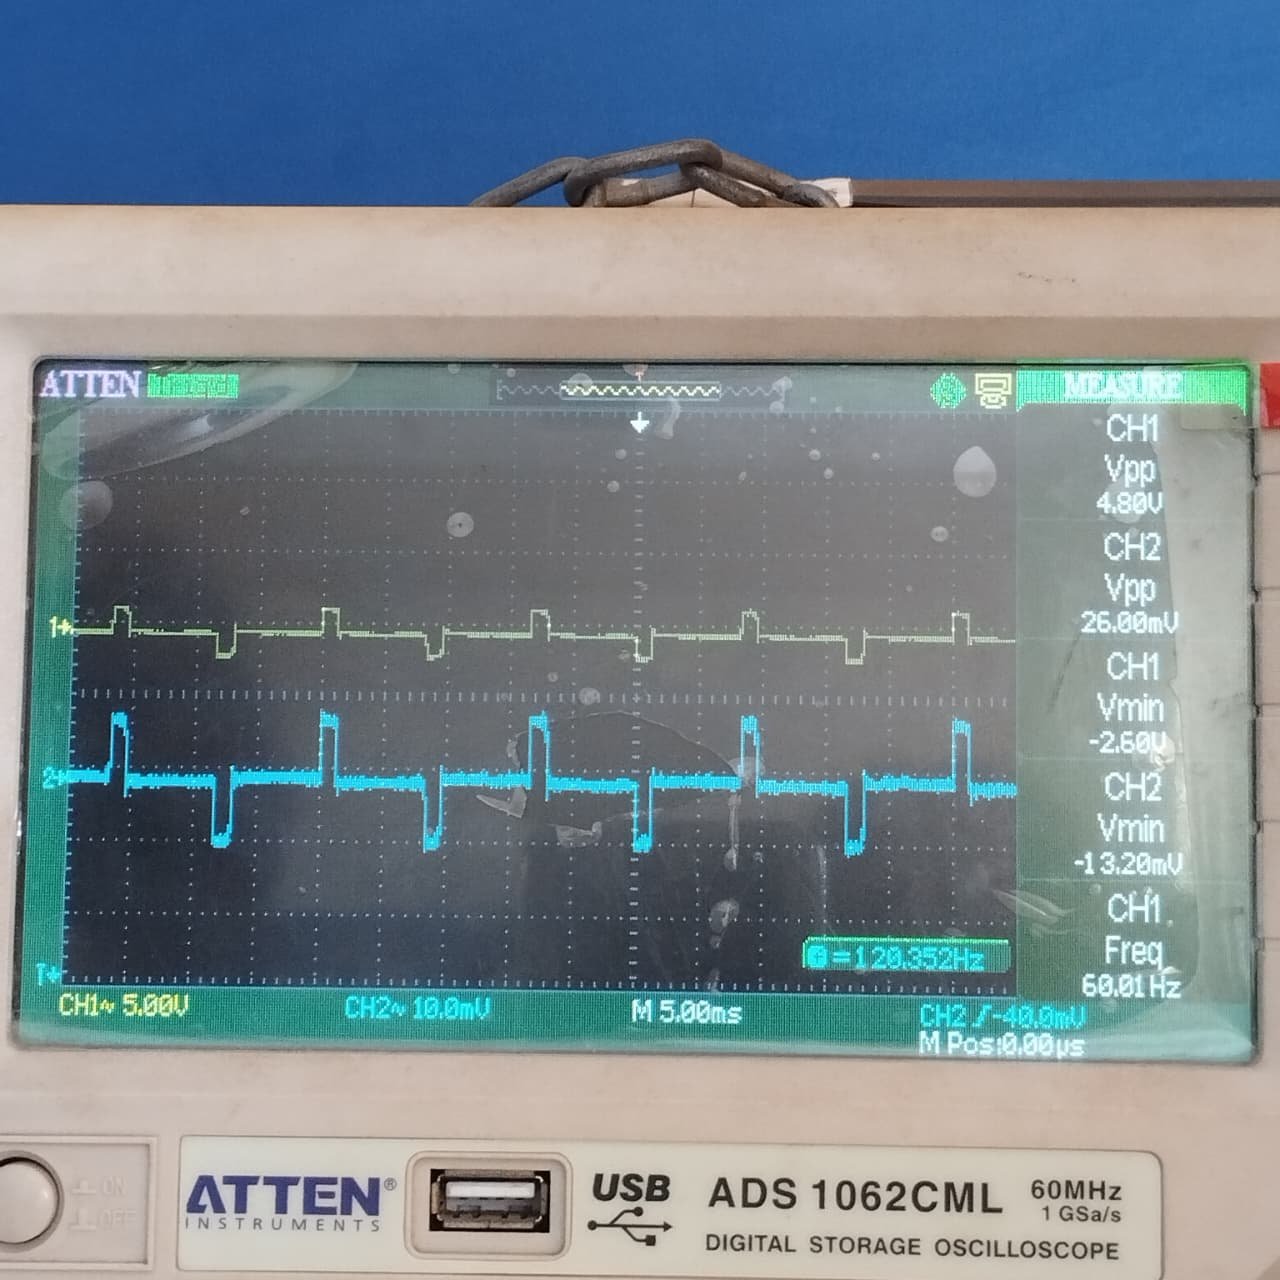 ATTEN
MEASURE
CH1
Vpp
4.80V
CH2
Vpp
26.00mV
CH1
Vmin
-2.60V
CH2
Vmin
-13.20mV
CH1
Freq
60.01Hz
1
2
T
=120.352Hz
CH1~ 5.00V
CH2~ 10.0mV
M 5.00ms
CH2 /-40.0mV
M Pos:0.00µs
ON
OFF
ATTEN®
INSTRUMENTS
USB
ADS 1062CML
60MHz
1 GSa/s
DIGITAL STORAGE OSCILLOSCOPE